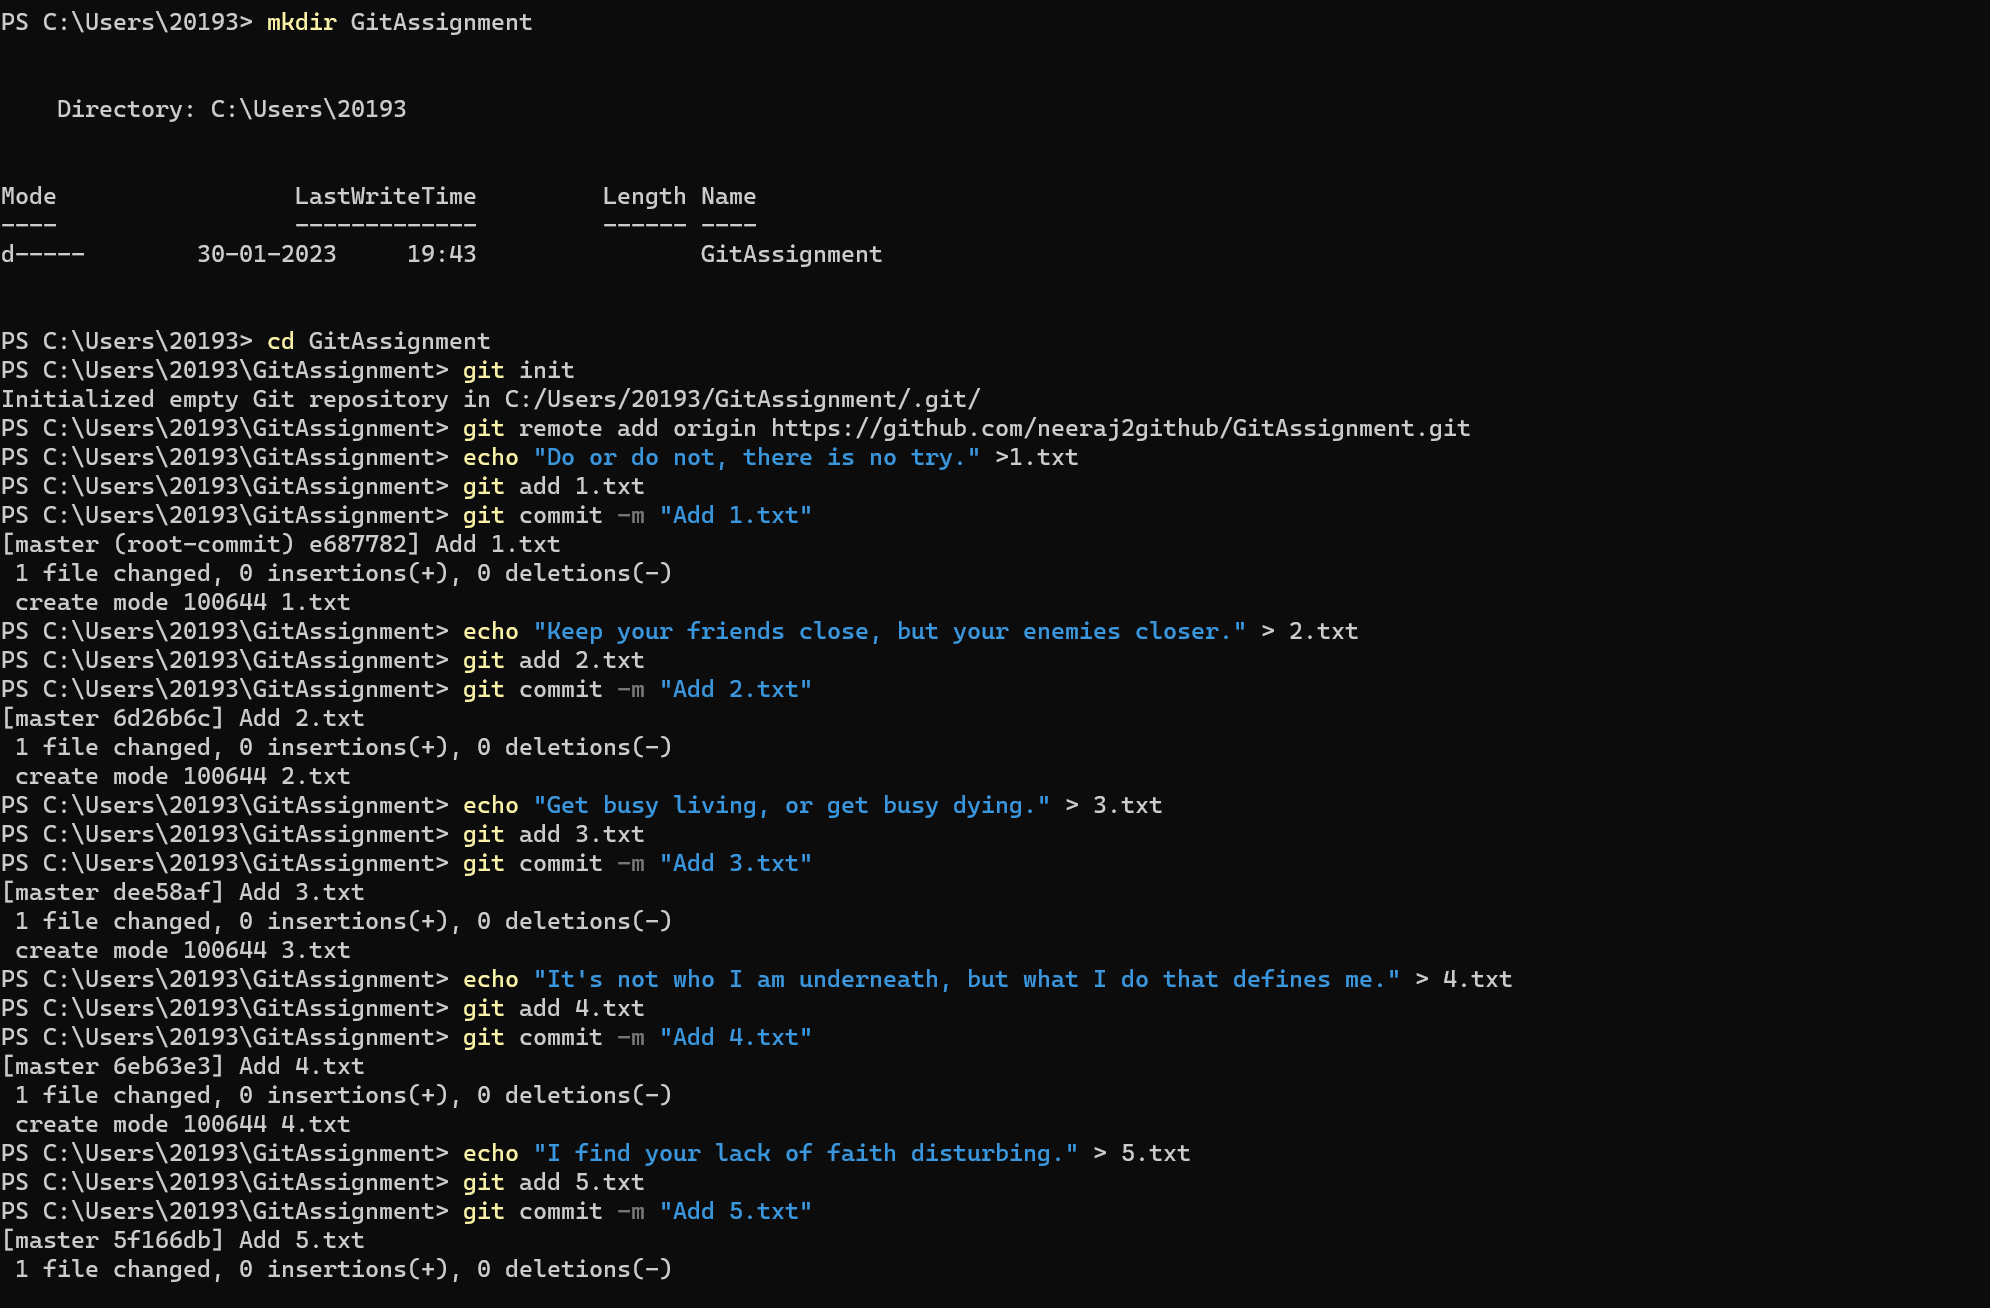 PS C:\Users\20193> mkdir GitAssignment
Directory: C:\Users\20193
Mode                 LastWriteTime         Length Name
----                 -------------         ------ ----
d-----        30-01-2023     19:43                GitAssignment
PS C:\Users\20193> cd GitAssignment
PS C:\Users\20193\GitAssignment> git init
Initialized empty Git repository in C:/Users/20193/GitAssignment/.git/
PS C:\Users\20193\GitAssignment> git remote add origin https://github.com/neeraj2github/GitAssignment.git
PS C:\Users\20193\GitAssignment> echo "Do or do not, there is no try." >1.txt
PS C:\Users\20193\GitAssignment> git add 1.txt
PS C:\Users\20193\GitAssignment> git commit -m "Add 1.txt"
[master (root-commit) e687782] Add 1.txt
 1 file changed, 0 insertions(+), 0 deletions(-)
 create mode 100644 1.txt
PS C:\Users\20193\GitAssignment> echo "Keep your friends close, but your enemies closer." > 2.txt
PS C:\Users\20193\GitAssignment> git add 2.txt
PS C:\Users\20193\GitAssignment> git commit -m "Add 2.txt"
[master 6d26b6c] Add 2.txt
 1 file changed, 0 insertions(+), 0 deletions(-)
 create mode 100644 2.txt
PS C:\Users\20193\GitAssignment> echo "Get busy living, or get busy dying." > 3.txt
PS C:\Users\20193\GitAssignment> git add 3.txt
PS C:\Users\20193\GitAssignment> git commit -m "Add 3.txt"
[master dee58af] Add 3.txt
 1 file changed, 0 insertions(+), 0 deletions(-)
 create mode 100644 3.txt
PS C:\Users\20193\GitAssignment> echo "It's not who I am underneath, but what I do that defines me." > 4.txt
PS C:\Users\20193\GitAssignment> git add 4.txt
PS C:\Users\20193\GitAssignment> git commit -m "Add 4.txt"
[master 6eb63e3] Add 4.txt
 1 file changed, 0 insertions(+), 0 deletions(-)
 create mode 100644 4.txt
PS C:\Users\20193\GitAssignment> echo "I find your lack of faith disturbing." > 5.txt
PS C:\Users\20193\GitAssignment> git add 5.txt
PS C:\Users\20193\GitAssignment> git commit -m "Add 5.txt"
[master 5f166db] Add 5.txt
 1 file changed, 0 insertions(+), 0 deletions(-)